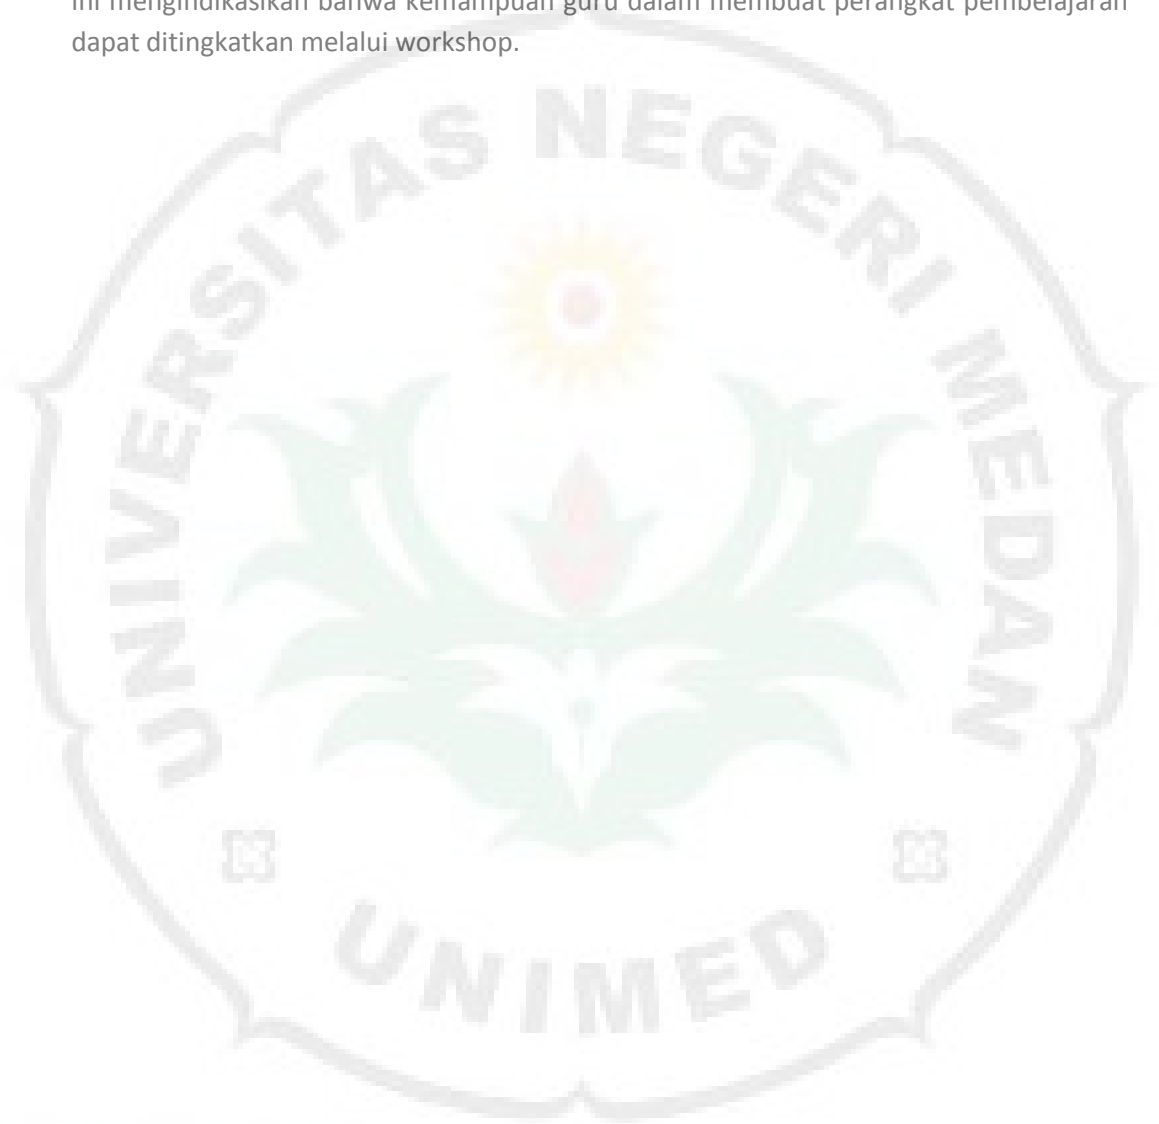 ini mengindikasikan bahwa kemampuan guru dalam membuat perangkat pembelajaran
dapat ditingkatkan melalui workshop.
UNIVERSITAS NEGERI MEDAN
UNIMED